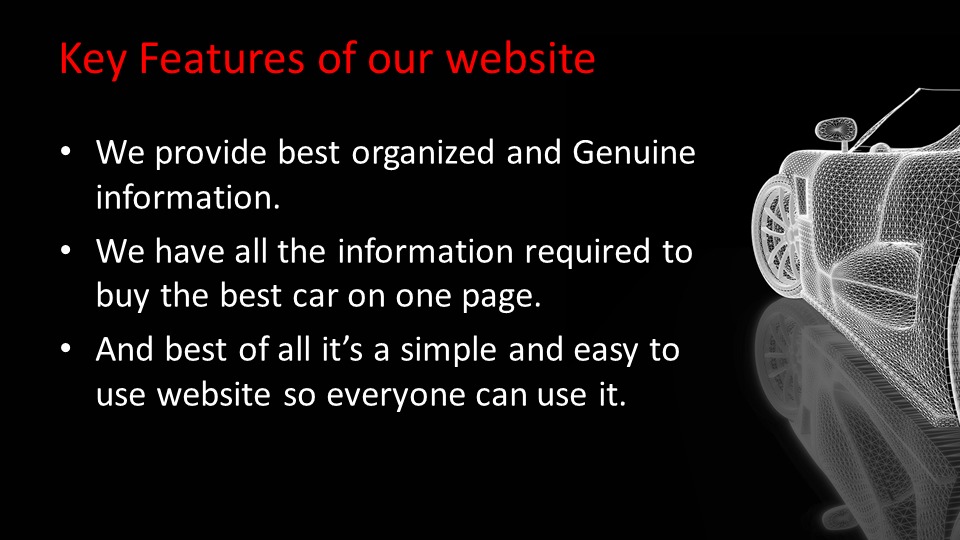 Key Features of our website
• We provide best organized and Genuine
information.
• We have all the information required to
buy the best car on one page.
• And best of all it’s a simple and easy to
use website so everyone can use it.